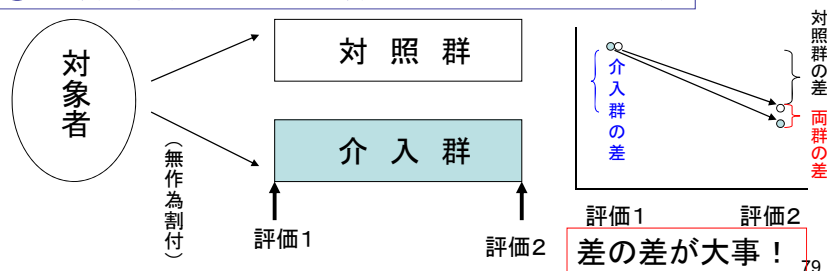 対象者
(無作為割付)
対照群
介入群
評価1
評価2
介入群の差
対照群の差
両群の差
評価1
評価2
差の差が大事！
79